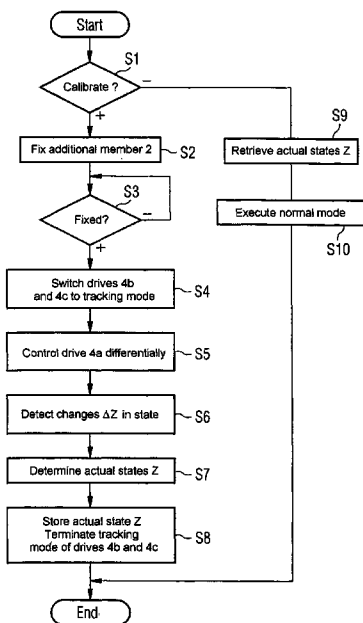 Start
S1
Calibrate ?
−
+
S9
Fix additional member 2
S2
Retrieve actual states Z
S3
Fixed?
−
+
Execute normal mode
S10
Switch drives 4b
and 4c to tracking mode
S4
Control drive 4a differentially
S5
Detect changes ΔZ in state
S6
Determine actual states Z
S7
Store actual state Z
Terminate tracking
mode of drives 4b and 4c
S8
End